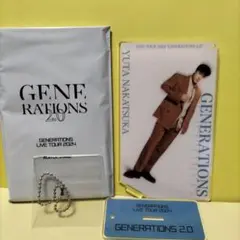 GENE
RATIONS
2.0
GENERATIONS
LIVE TOUR 2024
YUTA NAKATSUKA
GENERATIONS
GENERATIONS
LIVE TOUR 2024
GENERATIONS 2.0